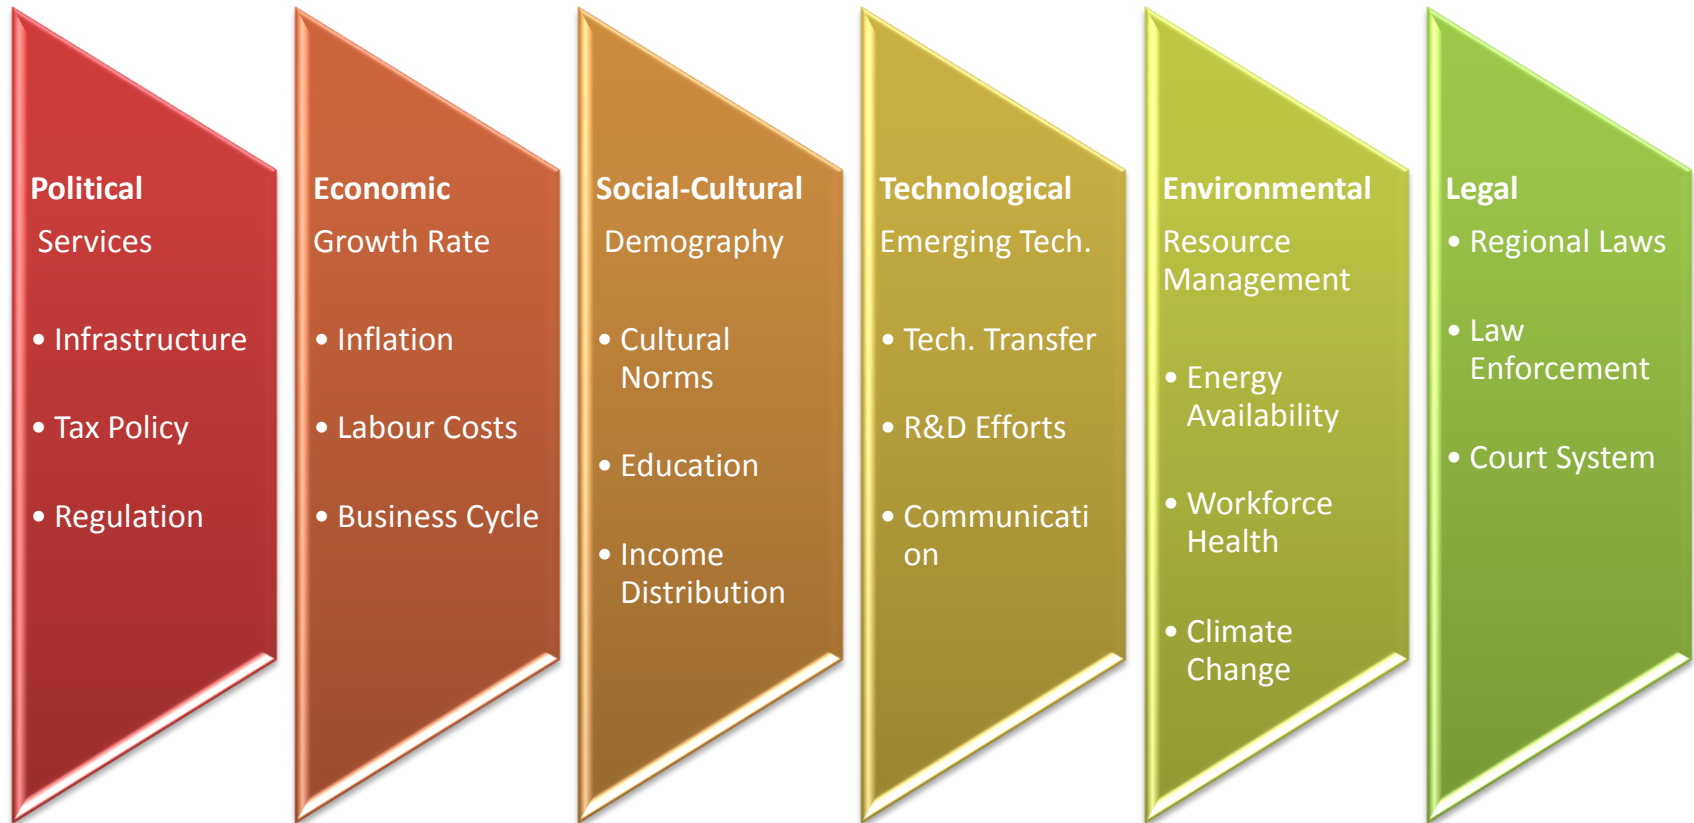 Political
Services
• Infrastructure
• Tax Policy
• Regulation
Economic
Growth Rate
• Inflation
• Labour Costs
• Business Cycle
Social-Cultural
Demography
• Cultural
Norms
• Education
• Income
Distribution
Technological
Emerging Tech.
• Tech. Transfer
• R&D Efforts
• Communicati
on
Environmental
Resource
Management
• Energy
Availability
• Workforce
Health
• Climate
Change
Legal
• Regional Laws
• Law
Enforcement
• Court System